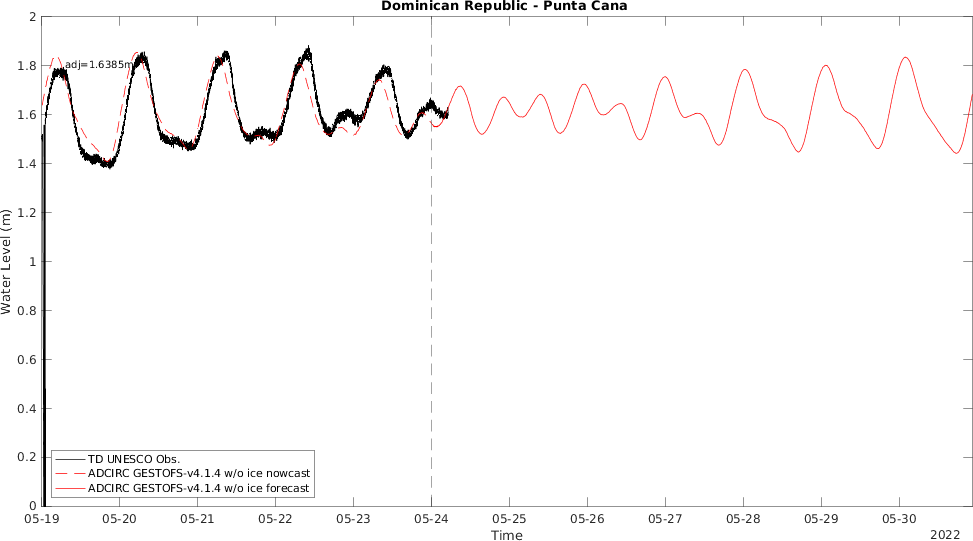 Dominican Republic - Punta Cana
2
1.8
1.6
1.4
1.2
1
0.8
0.6
0.4
0.2
0
Water Level (m)
adj=1.6385m
TD UNESCO Obs.
ADCIRC GESTOFS-v4.1.4 w/o ice nowcast
ADCIRC GESTOFS-v4.1.4 w/o ice forecast
05-19 05-20 05-21 05-22 05-23 05-24 05-25 05-26 05-27 05-28 05-29 05-30
Time
2022